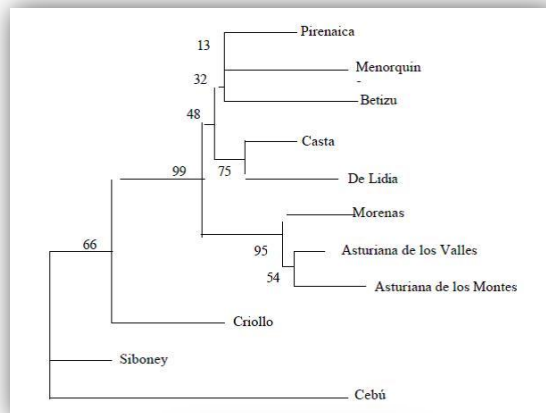 Pirenaica
13
Menorquin
-
32
Betizu
48
Casta
99
75
De Lidia
Morenas
66
95
Asturiana de los Valles
54
Asturiana de los Montes
Criollo
Siboney
Cebú